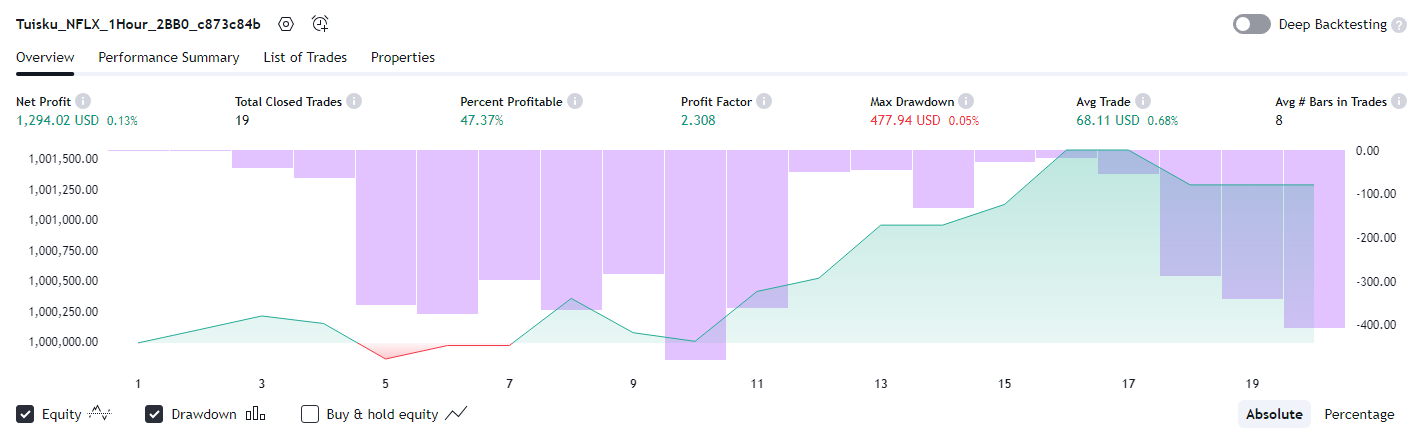 Tuisku_NFLX_1Hour_2BB0_c873c84b
Deep Backtesting ?
Overview Performance Summary List of Trades Properties
Net Profit Total Closed Trades Percent Profitable Profit Factor Max Drawdown Avg Trade Avg # Bars in Trades
1,294.02 USD 0.13% 19 47.37% 2.308 477.94 USD 0.05% 68.11 USD 0.68% 8
1,001,500.00 0.00
1,001,250.00 -100.00
1,001,000.00 -200.00
1,000,750.00
1,000,500.00 -300.00
1,000,250.00 -400.00
1,000,000.00
1 3 5 7 9 11 13 15 17 19
Equity Drawdown Buy & hold equity Absolute Percentage